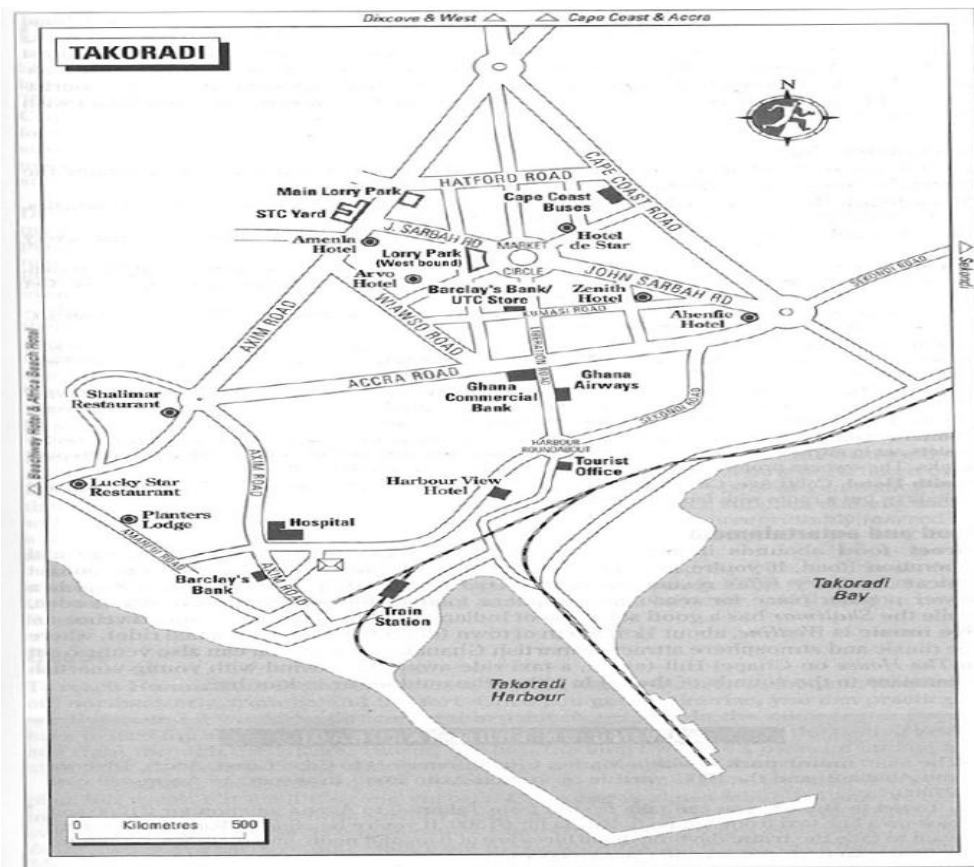 Dixcove & West
Cape Coast & Accra
TAKORADI
N
CAPE COAST ROAD
HATFORD ROAD
Main Lorry Park
STC Yard
Cape Coast
Buses
J. SARBAH RD
Amenla
Hotel
Hotel
de Star
MARKET
CIRCLE
Lorry Park
(West bound)
Arvo
Hotel
JOHN SARBAH RD
SEKONDI ROAD
Sekondi
Barclay's Bank/
UTC Store
Zenith
Hotel
KUMASI ROAD
Ahenfie
Hotel
WIAWSO ROAD
AXIM ROAD
LIBERATION ROAD
ACCRA ROAD
Ghana
Commercial
Bank
Ghana
Airways
Shalimar
Restaurant
SEKONDI ROAD
Beachway Hotel & Africa Beach Hotel
HARBOUR
ROUNDABOUT
AXIM ROAD
Tourist
Office
Lucky Star
Restaurant
Harbour View
Hotel
Planters
Lodge
Hospital
Barclay's
Bank
AXIM ROAD
Train
Station
Takoradi
Bay
Takoradi
Harbour
0 Kilometres 500